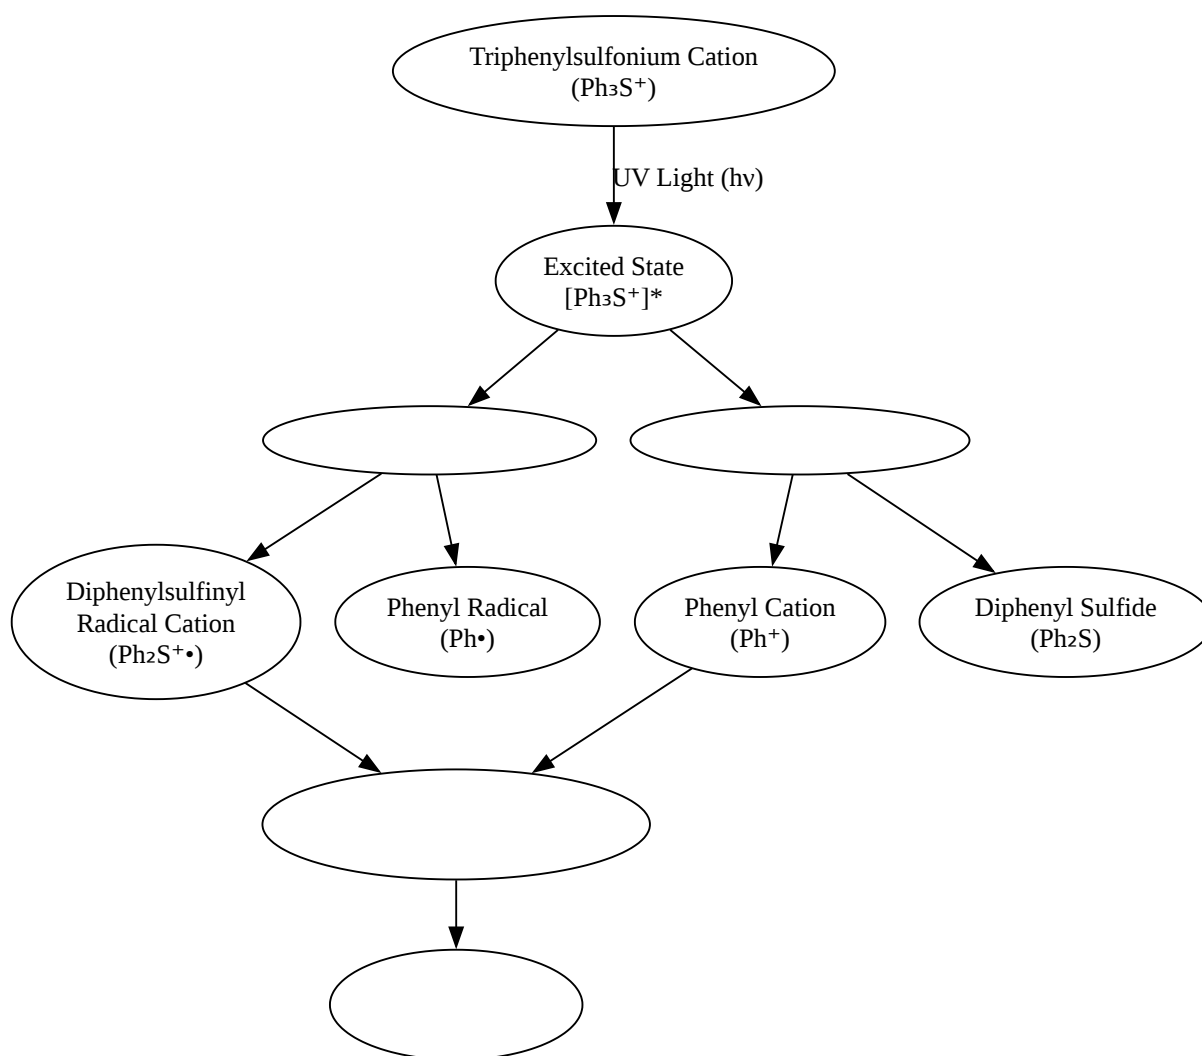 Triphenylsulfonium Cation
(Ph₃S⁺)
UV Light (hν)
Excited State
[Ph₃S⁺]*
Diphenylsulfinyl
Radical Cation
(Ph₂S⁺•)
Phenyl Radical
(Ph•)
Phenyl Cation
(Ph⁺)
Diphenyl Sulfide
(Ph₂S)